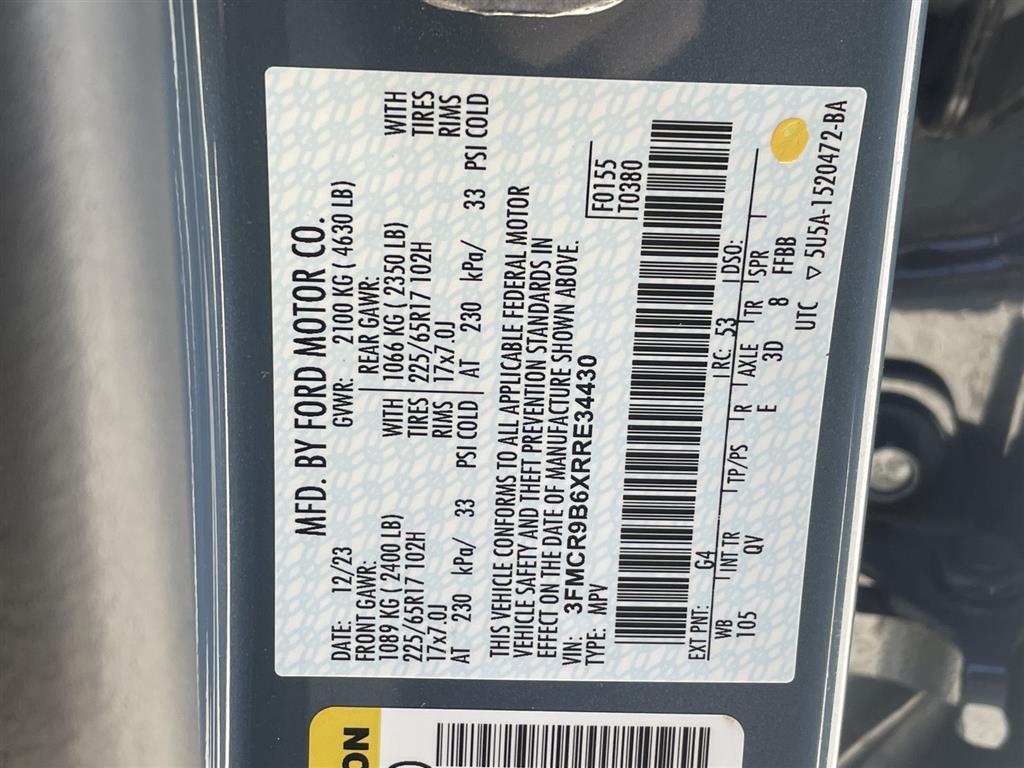 MFD. BY FORD MOTOR CO.
DATE: 12/23 GVWR: 2100 KG ( 4630 LB)
FRONT GAWR: REAR GAWR:
1089 KG ( 2400 LB) WITH 1066 KG ( 2350 LB) WITH
225/65R17 102H TIRES 225/65R17 102H TIRES
17x7.0J RIMS 17x7.0J RIMS
AT 230 kPa/ 33 PSI COLD AT 230 kPa/ 33 PSI COLD
THIS VEHICLE CONFORMS TO ALL APPLICABLE FEDERAL MOTOR
VEHICLE SAFETY AND THEFT PREVENTION STANDARDS IN
EFFECT ON THE DATE OF MANUFACTURE SHOWN ABOVE.
VIN: 3FMCR9B6XRRE34430
TYPE: MPV
F0155
T0380
EXT PNT: G4 RC: 53 DSO:
WB INT TR TP/PS R AXLE TR SPR
105 QV E 3D 8 FFBB
UTC ▽ 5U5A-1520472-BA
ON